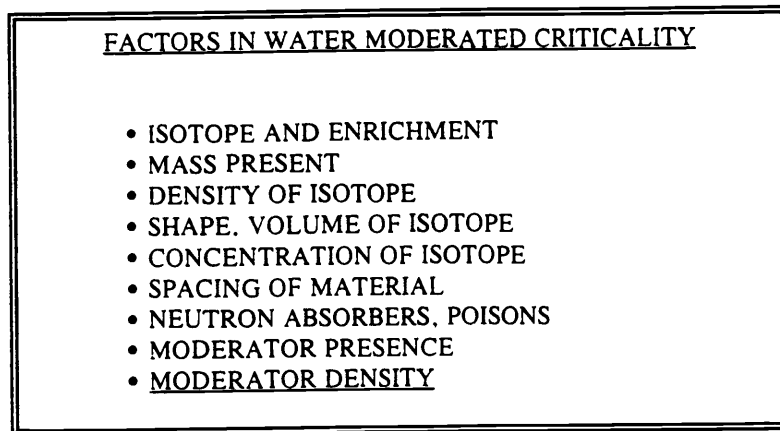 FACTORS IN WATER MODERATED CRITICALITY
• ISOTOPE AND ENRICHMENT
• MASS PRESENT
• DENSITY OF ISOTOPE
• SHAPE, VOLUME OF ISOTOPE
• CONCENTRATION OF ISOTOPE
• SPACING OF MATERIAL
• NEUTRON ABSORBERS, POISONS
• MODERATOR PRESENCE
• MODERATOR DENSITY